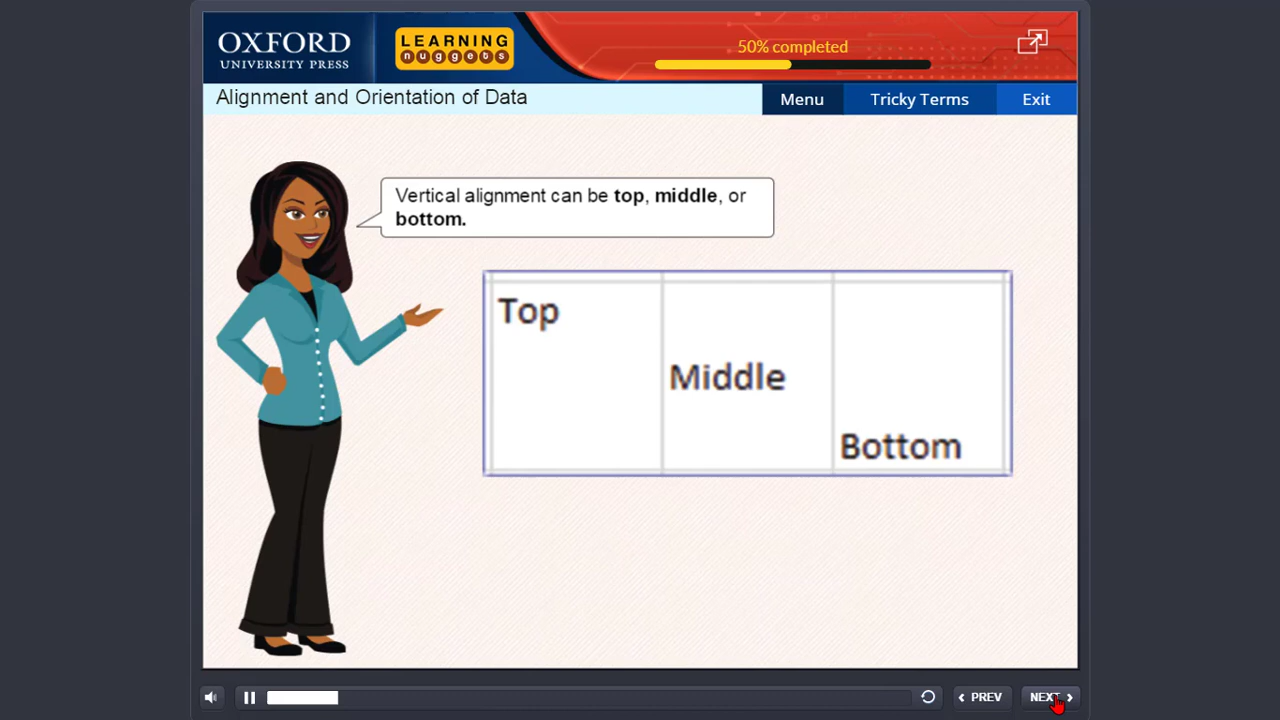 OXFORD
UNIVERSITY PRESS
LEARNING
nuggets
50% completed
Alignment and Orientation of Data
Menu
Tricky Terms
Exit
Vertical alignment can be top, middle, or
bottom.
Top
Middle
Bottom
PREV
NEXT